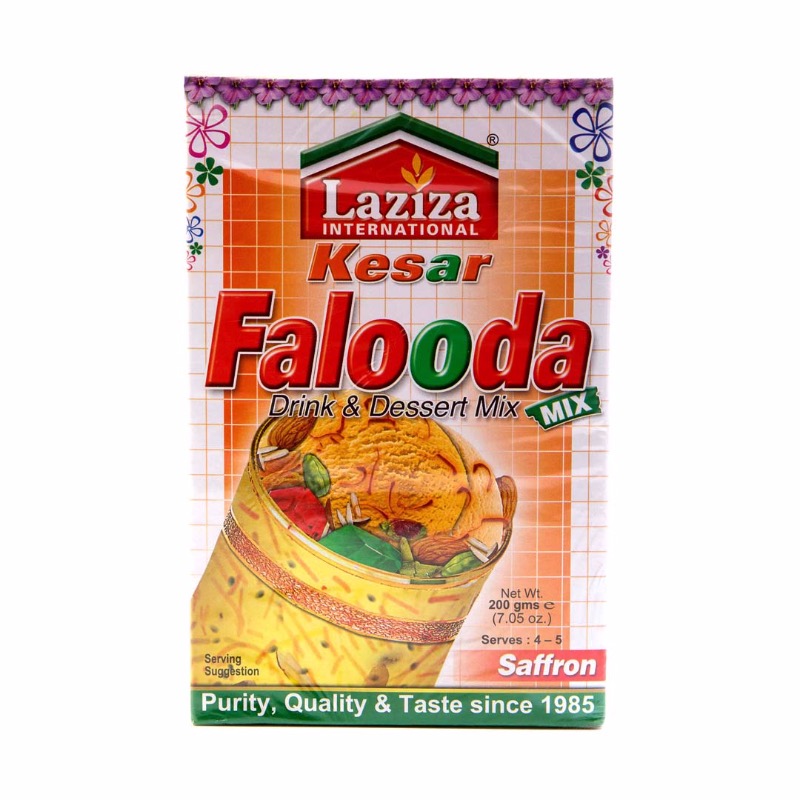 Laziza
®
INTERNATIONAL
Kesar
Falooda
Drink & Dessert Mix
MIX
Net Wt.
200 gms ℮
(7.05 oz.)
Serves : 4 – 5
Serving
Suggestion
Saffron
Purity, Quality & Taste since 1985